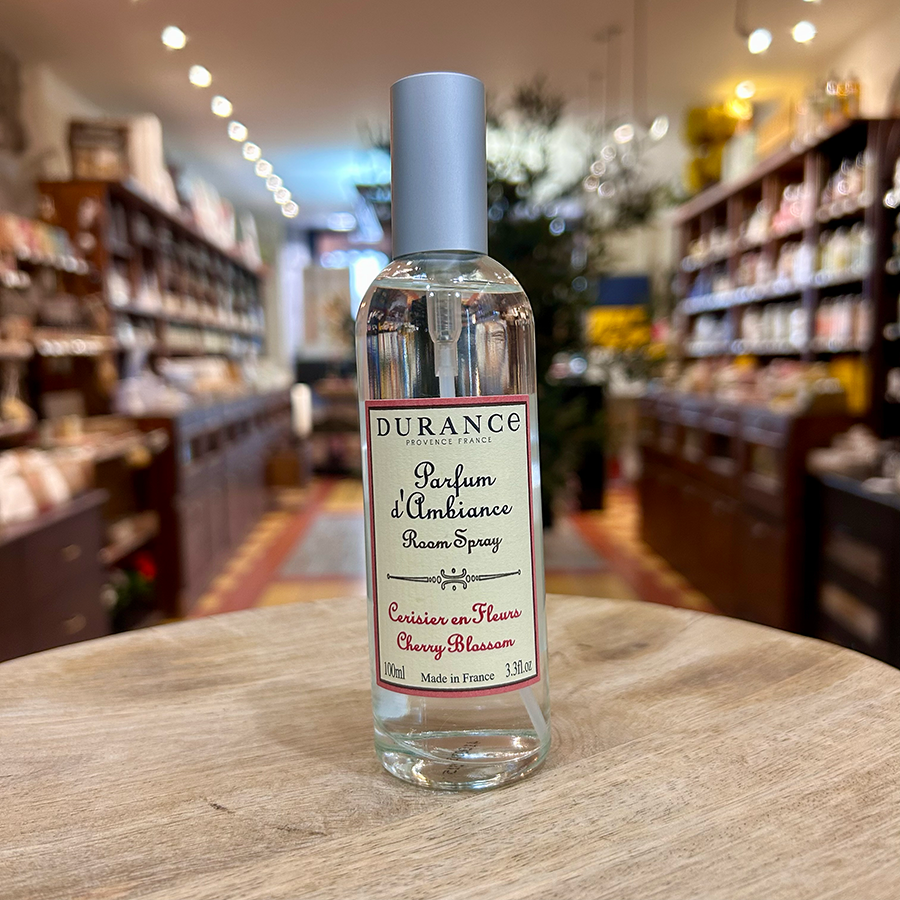 DURANCE
PROVENCE FRANCE
Parfum
d'Ambiance
Room Spray
Cerisier en Fleurs
Cherry Blossom
100ml Made in France 3.3fl.oz